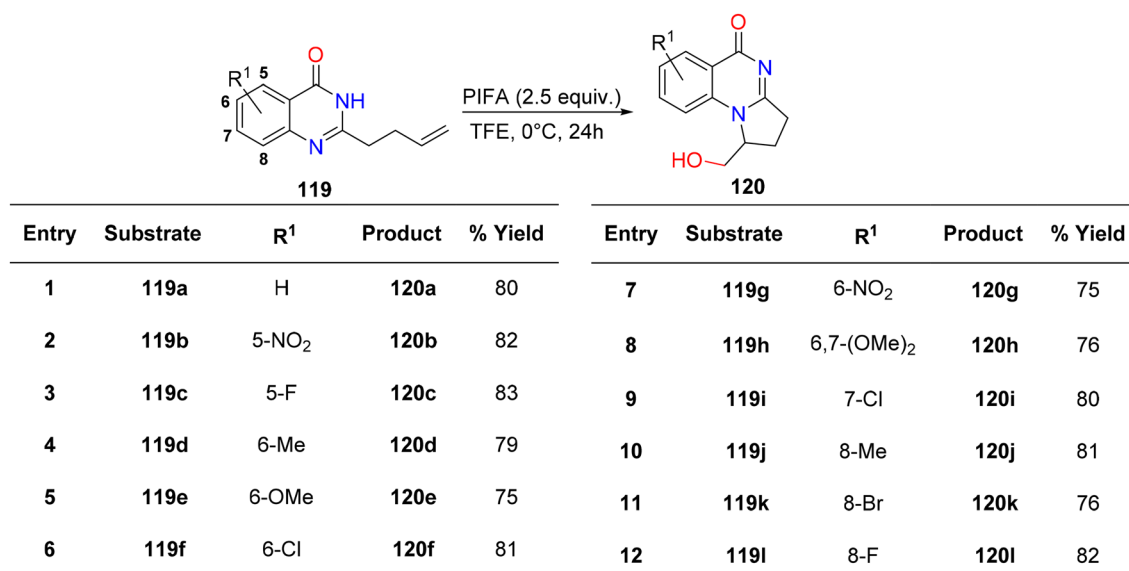 R1
5
6
7
8
O
NH
N
119
PIFA (2.5 equiv.)
TFE, 0°C, 24h
R1
O
N
N
HO
120
Entry Substrate R1 Product % Yield
1 119a H 120a 80
2 119b 5-NO2 120b 82
3 119c 5-F 120c 83
4 119d 6-Me 120d 79
5 119e 6-OMe 120e 75
6 119f 6-Cl 120f 81
Entry Substrate R1 Product % Yield
7 119g 6-NO2 120g 75
8 119h 6,7-(OMe)2 120h 76
9 119i 7-Cl 120i 80
10 119j 8-Me 120j 81
11 119k 8-Br 120k 76
12 119l 8-F 120l 82